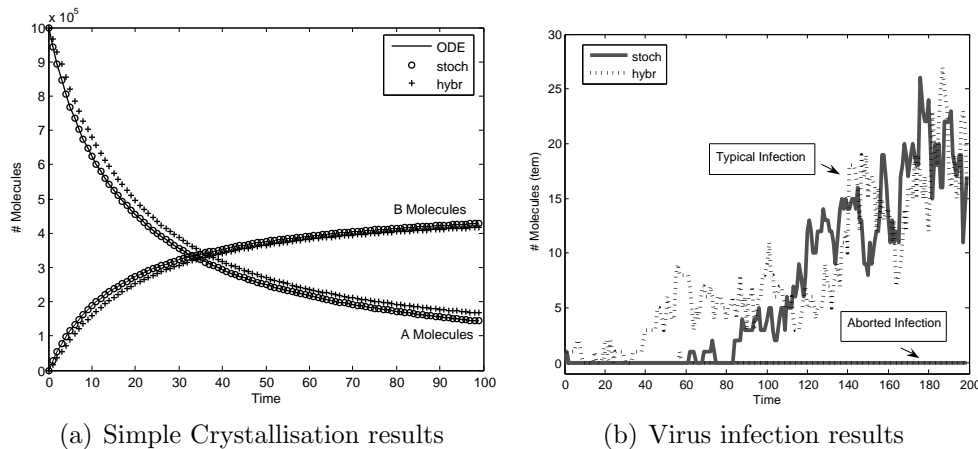 x 10^5
10
9
8
7
6
5
4
3
2
1
0
# Molecules
0 10 20 30 40 50 60 70 80 90 100
Time
ODE
stoch
hybr
B Molecules
A Molecules
(a) Simple Crystallisation results
30
25
20
15
10
5
0
# Molecules (tem)
0 20 40 60 80 100 120 140 160 180 200
Time
stoch
hybr
Typical Infection
Aborted Infection
(b) Virus infection results